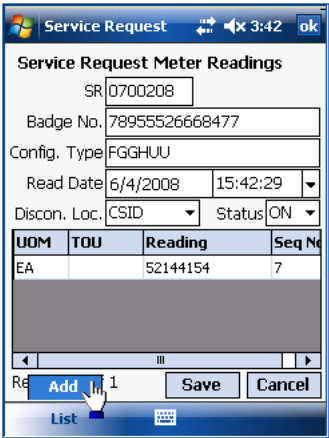 Service Request 3:42 ok
Service Request Meter Readings
SR 0700208
Badge No. 78955526668477
Config. Type FGGHUU
Read Date 6/4/2008 15:42:29
Discon. Loc. CSID Status ON
UOM TOU Reading Seq No
EA 52144154 7
Re 1
Add Save Cancel
List